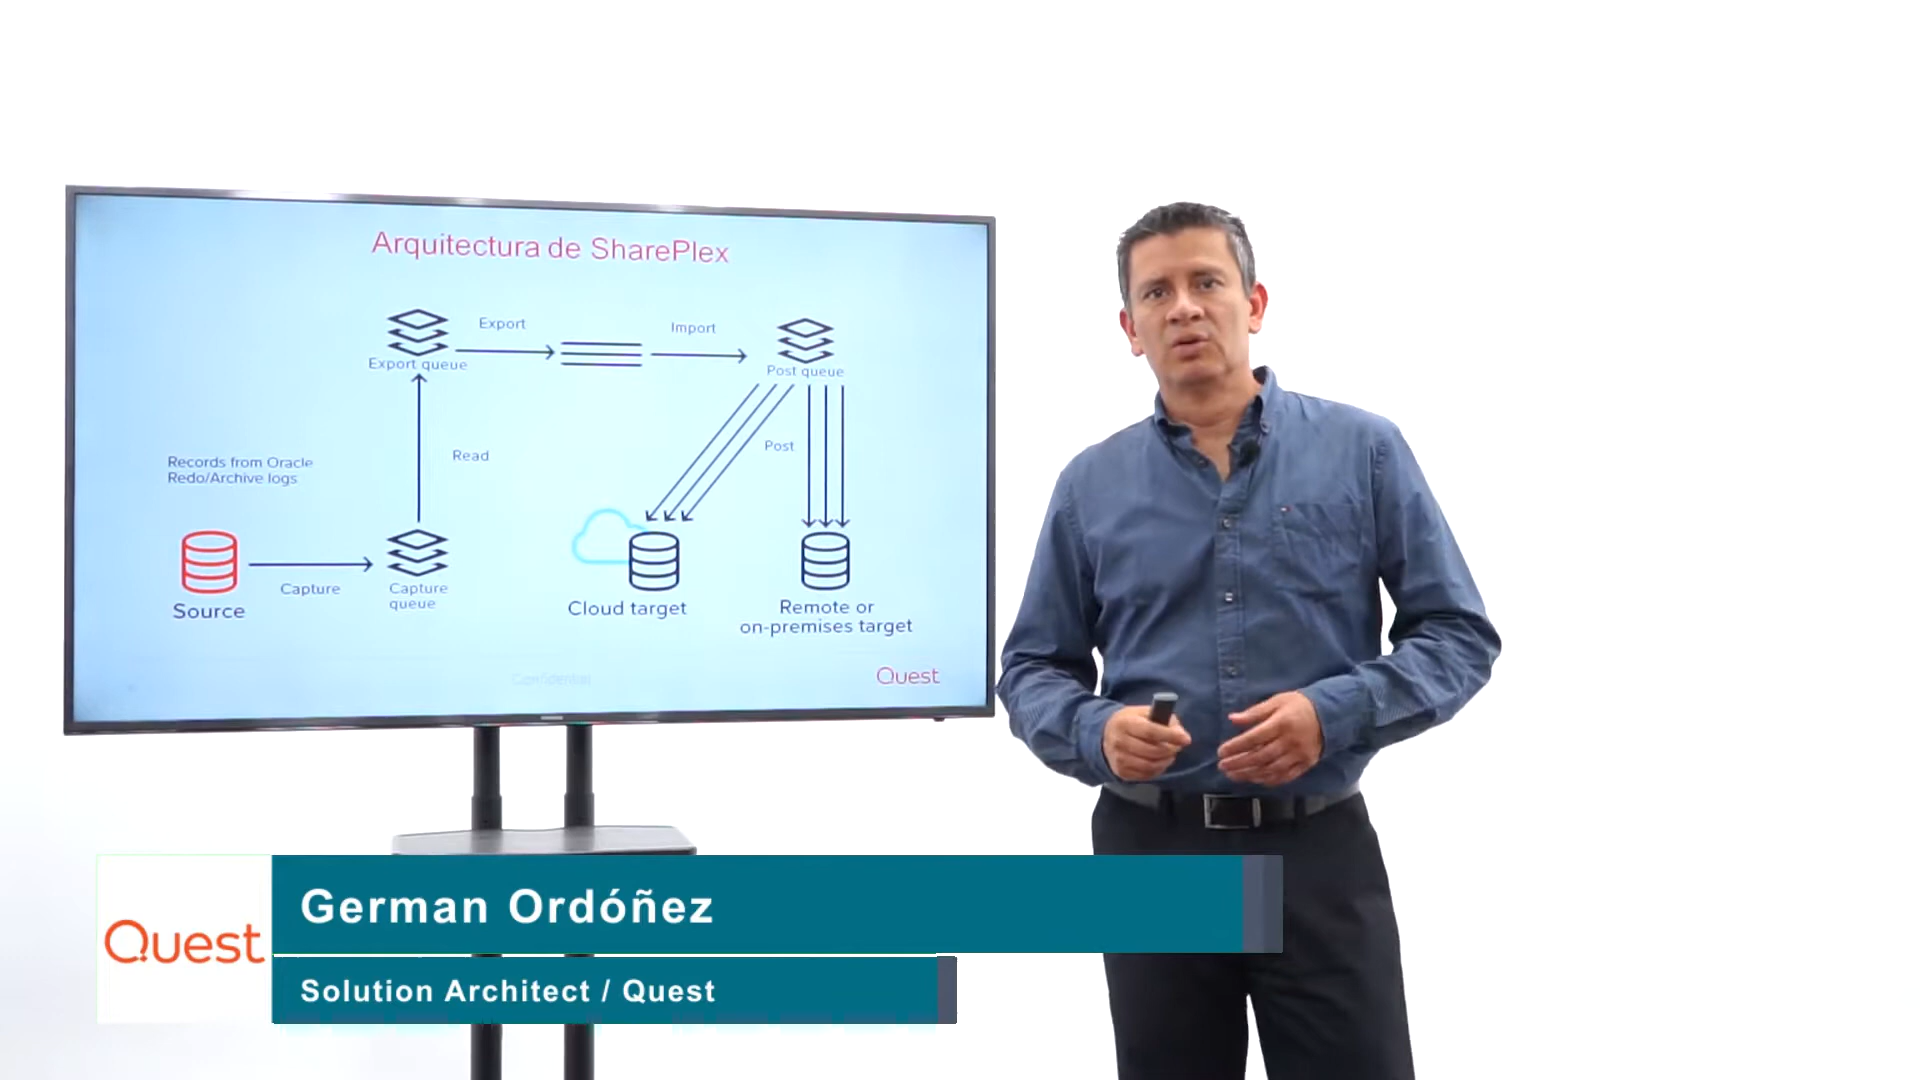 Arquitectura de SharePlex
Export
Import
Export queue
Post queue
Read
Post
Records from Oracle
Redo/Archive logs
Capture
Capture
queue
Source
Cloud target
Remote or
on-premises target
Confidential
Quest
Quest
German Ordóñez
Solution Architect / Quest